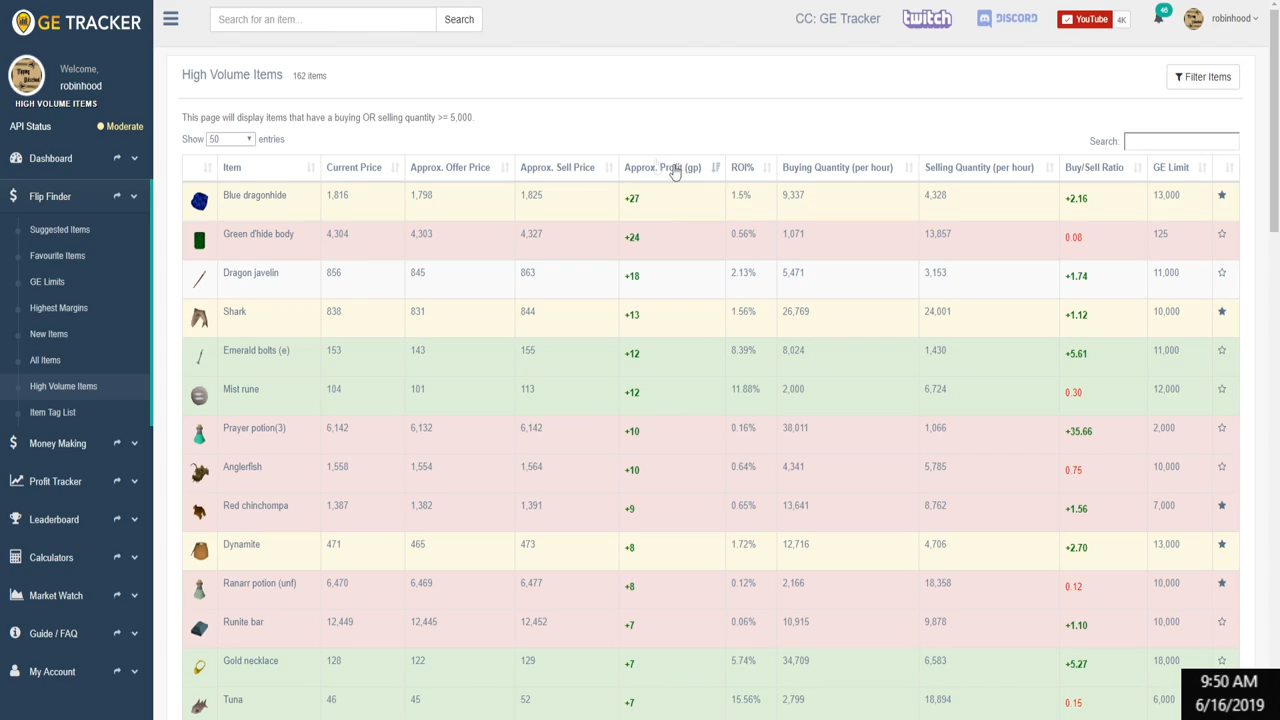 GE TRACKER
Search for an item...
Search
CC: GE Tracker
twitch
DISCORD
YouTube
4K
46
robinhood
Welcome,
robinhood
HIGH VOLUME ITEMS
API Status
Moderate
Dashboard
Flip Finder
Suggested Items
Favourite Items
GE Limits
Highest Margins
New Items
All Items
High Volume Items
Item Tag List
Money Making
Profit Tracker
Leaderboard
Calculators
Market Watch
Guide / FAQ
My Account
High Volume Items 162 items
Filter Items
This page will display items that have a buying OR selling quantity >= 5,000.
Show 50 entries
Search:
Item Current Price Approx. Offer Price Approx. Sell Price Approx. Profit (gp) ROI% Buying Quantity (per hour) Selling Quantity (per hour) Buy/Sell Ratio GE Limit
Blue dragonhide 1,816 1,798 1,825 +27 1.5% 9,337 4,328 +2.16 13,000
Green d'hide body 4,304 4,303 4,327 +24 0.56% 1,071 13,857 0.08 125
Dragon javelin 856 845 863 +18 2.13% 5,471 3,153 +1.74 11,000
Shark 838 831 844 +13 1.56% 26,769 24,001 +1.12 10,000
Emerald bolts (e) 153 143 155 +12 8.39% 8,024 1,430 +5.61 11,000
Mist rune 104 101 113 +12 11.88% 2,000 6,724 0.30 12,000
Prayer potion(3) 6,142 6,132 6,142 +10 0.16% 38,011 1,066 +35.66 2,000
Anglerfish 1,558 1,554 1,564 +10 0.64% 4,341 5,785 0.75 10,000
Red chinchompa 1,387 1,382 1,391 +9 0.65% 13,641 8,762 +1.56 7,000
Dynamite 471 465 473 +8 1.72% 12,716 4,706 +2.70 13,000
Ranarr potion (unf) 6,470 6,469 6,477 +8 0.12% 2,166 18,358 0.12 10,000
Runite bar 12,449 12,445 12,452 +7 0.06% 10,915 9,878 +1.10 10,000
Gold necklace 128 122 129 +7 5.74% 34,709 6,583 +5.27 18,000
Tuna 46 45 52 +7 15.56% 2,799 18,894 0.15 6,000
9:50 AM
6/16/2019